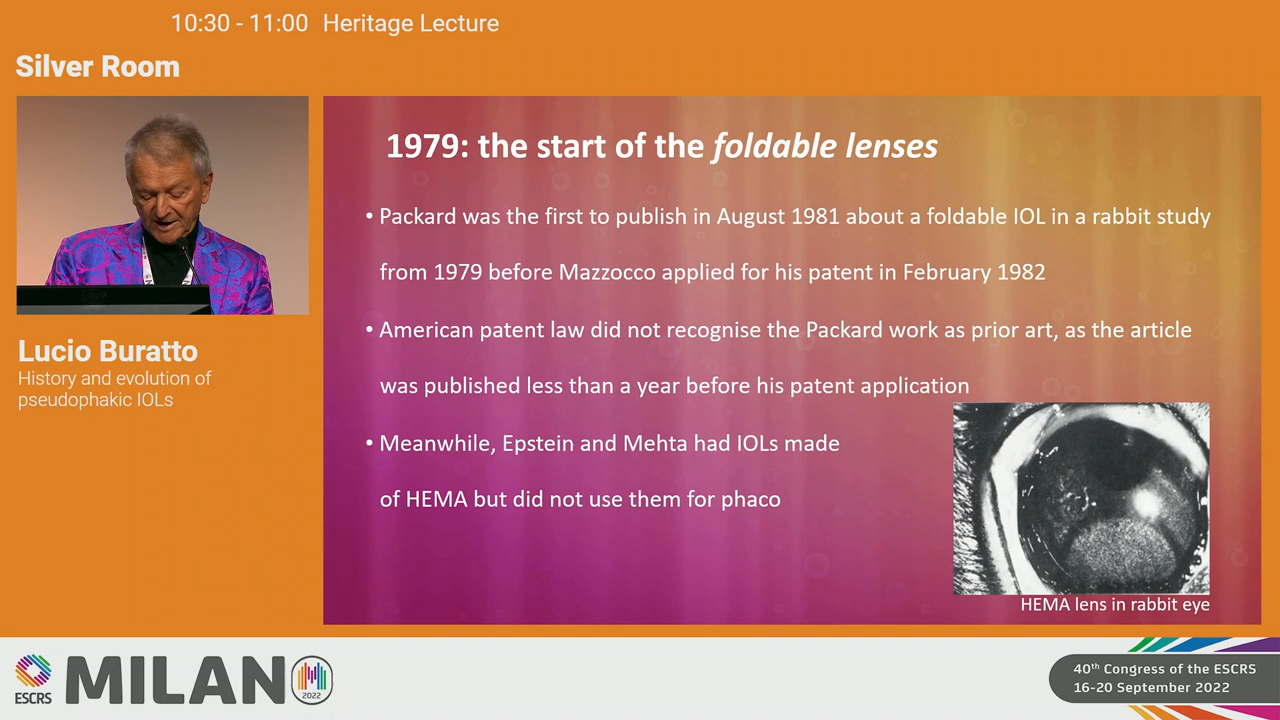 10:30 - 11:00 Heritage Lecture
Silver Room
Lucio Buratto
History and evolution of
pseudophakic IOLs
1979: the start of the foldable lenses
• Packard was the first to publish in August 1981 about a foldable IOL in a rabbit study
from 1979 before Mazzocco applied for his patent in February 1982
• American patent law did not recognise the Packard work as prior art, as the article
was published less than a year before his patent application
• Meanwhile, Epstein and Mehta had IOLs made
of HEMA but did not use them for phaco
HEMA lens in rabbit eye
ESCRS
MILANO
2022
40th Congress of the ESCRS
16-20 September 2022